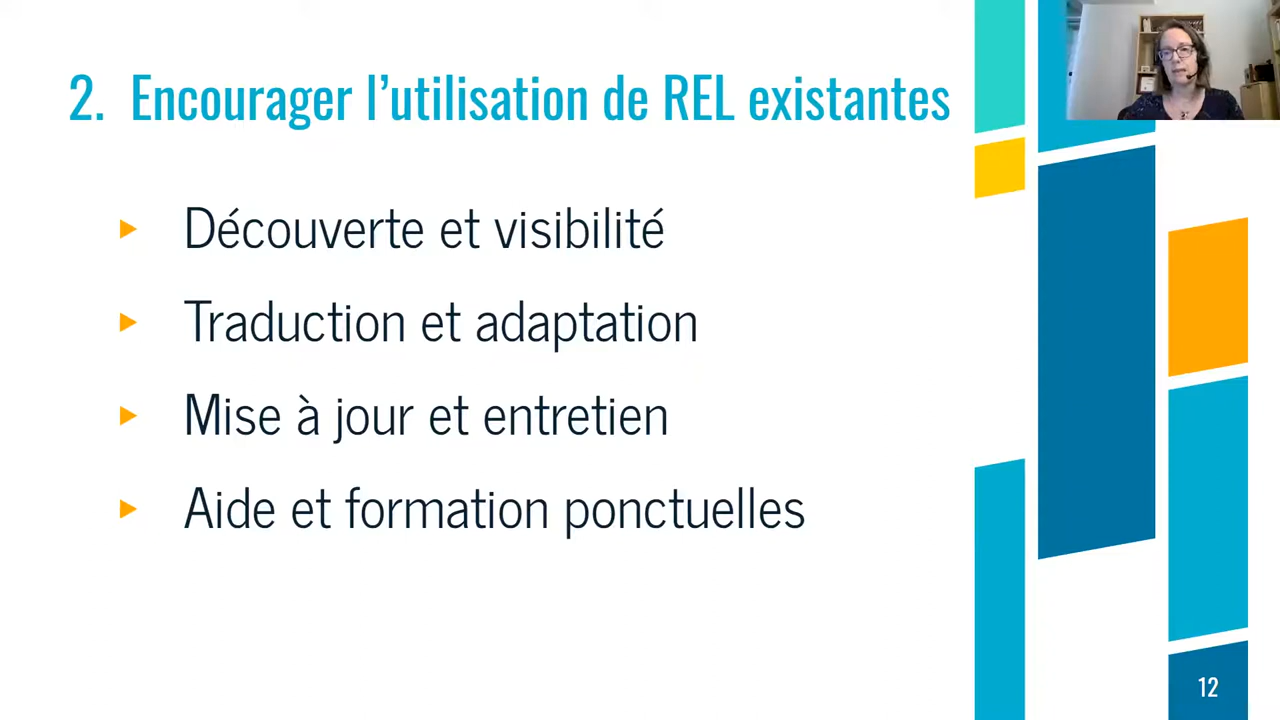 2. Encourager l’utilisation de REL existantes
Découverte et visibilité
Traduction et adaptation
Mise à jour et entretien
Aide et formation ponctuelles
12